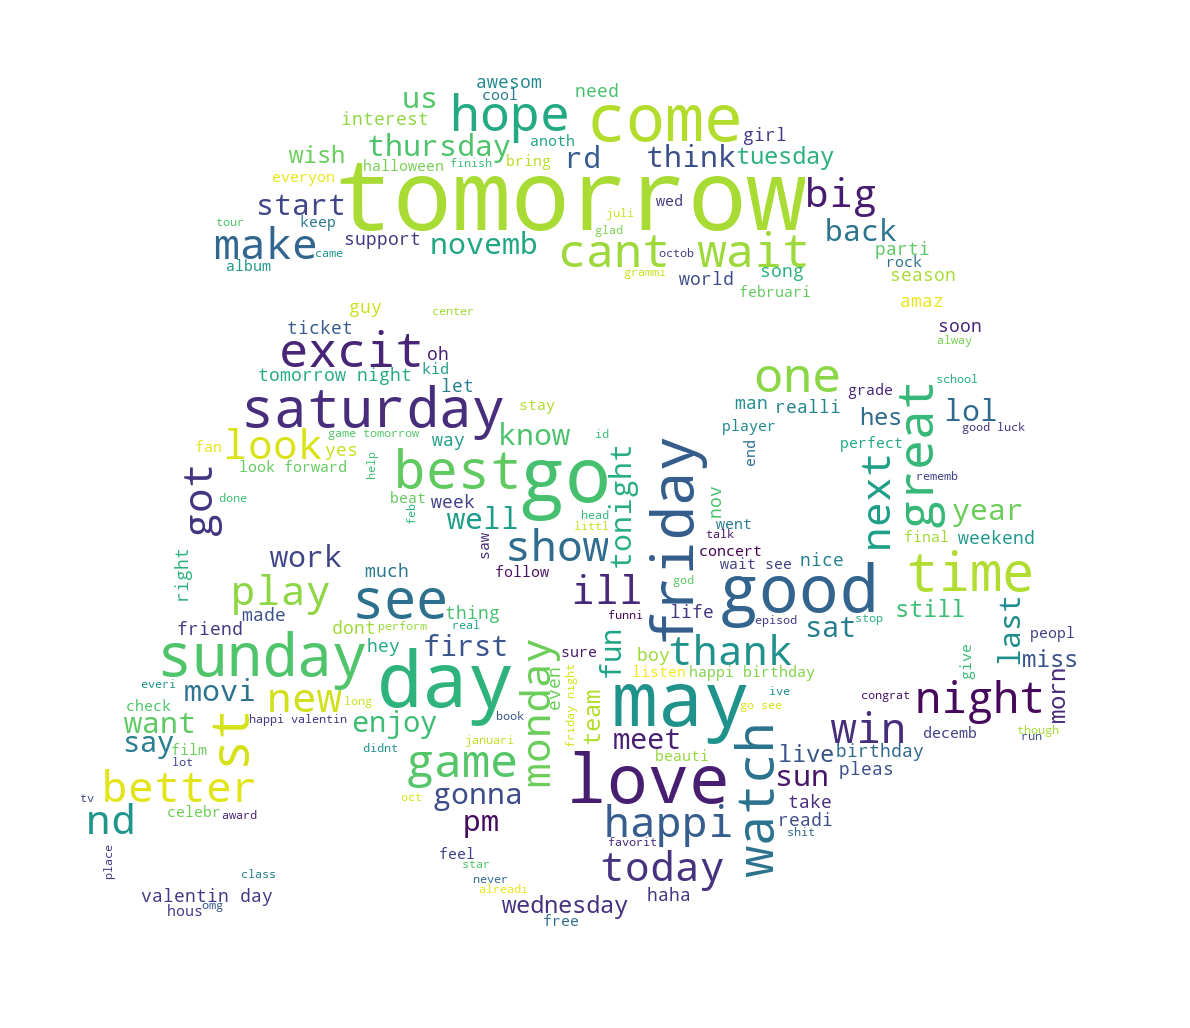 awesom
cool
need
us
hope
come
interest
girl
thursday
anoth
wish
rd
think
tuesday
halloween
finish
bring
everyon
tomorrow
big
start
wed
juli
tour
keep
glad
back
make
support
novemb
cant
wait
parti
came
octob
rock
album
grammi
world
song
season
februari
amaz
guy
center
ticket
soon
excit
oh
alway
kid
one
tomorrow night
let
school
grade
saturday
stay
man
realli
hes
great
lol
player
good luck
fan
look
yes
game tomorrow
way
know
id
friday
end
perfect
look forward
help
best
go
tonight
next
rememb
got
done
beat
week
feb
well
head
littl
nov
went
year
talk
final
weekend
show
saw
concert
work
follow
wait see
nice
time
right
much
play
see
ill
god
good
made
thing
funni
life
episod
stop
still
friend
dont
perform
real
sat
last
peopl
sunday
hey
first
monday
sure
fun
boy
thank
miss
everi
movi
day
even
listen
happi birthday
give
new
long
may
ive
congrat
night
morn
check
want
st
happi valentin
enjoy
book
friday night
team
go see
win
decemb
though
run
say
film
didnt
januari
meet
watch
lot
game
beauti
live
birthday
pleas
tv
better
gonna
love
sun
oct
take
nd
celebr
award
pm
happi
readi
shit
favorit
place
feel
today
class
star
never
alreadi
valentin day
haha
hous
omg
wednesday
free